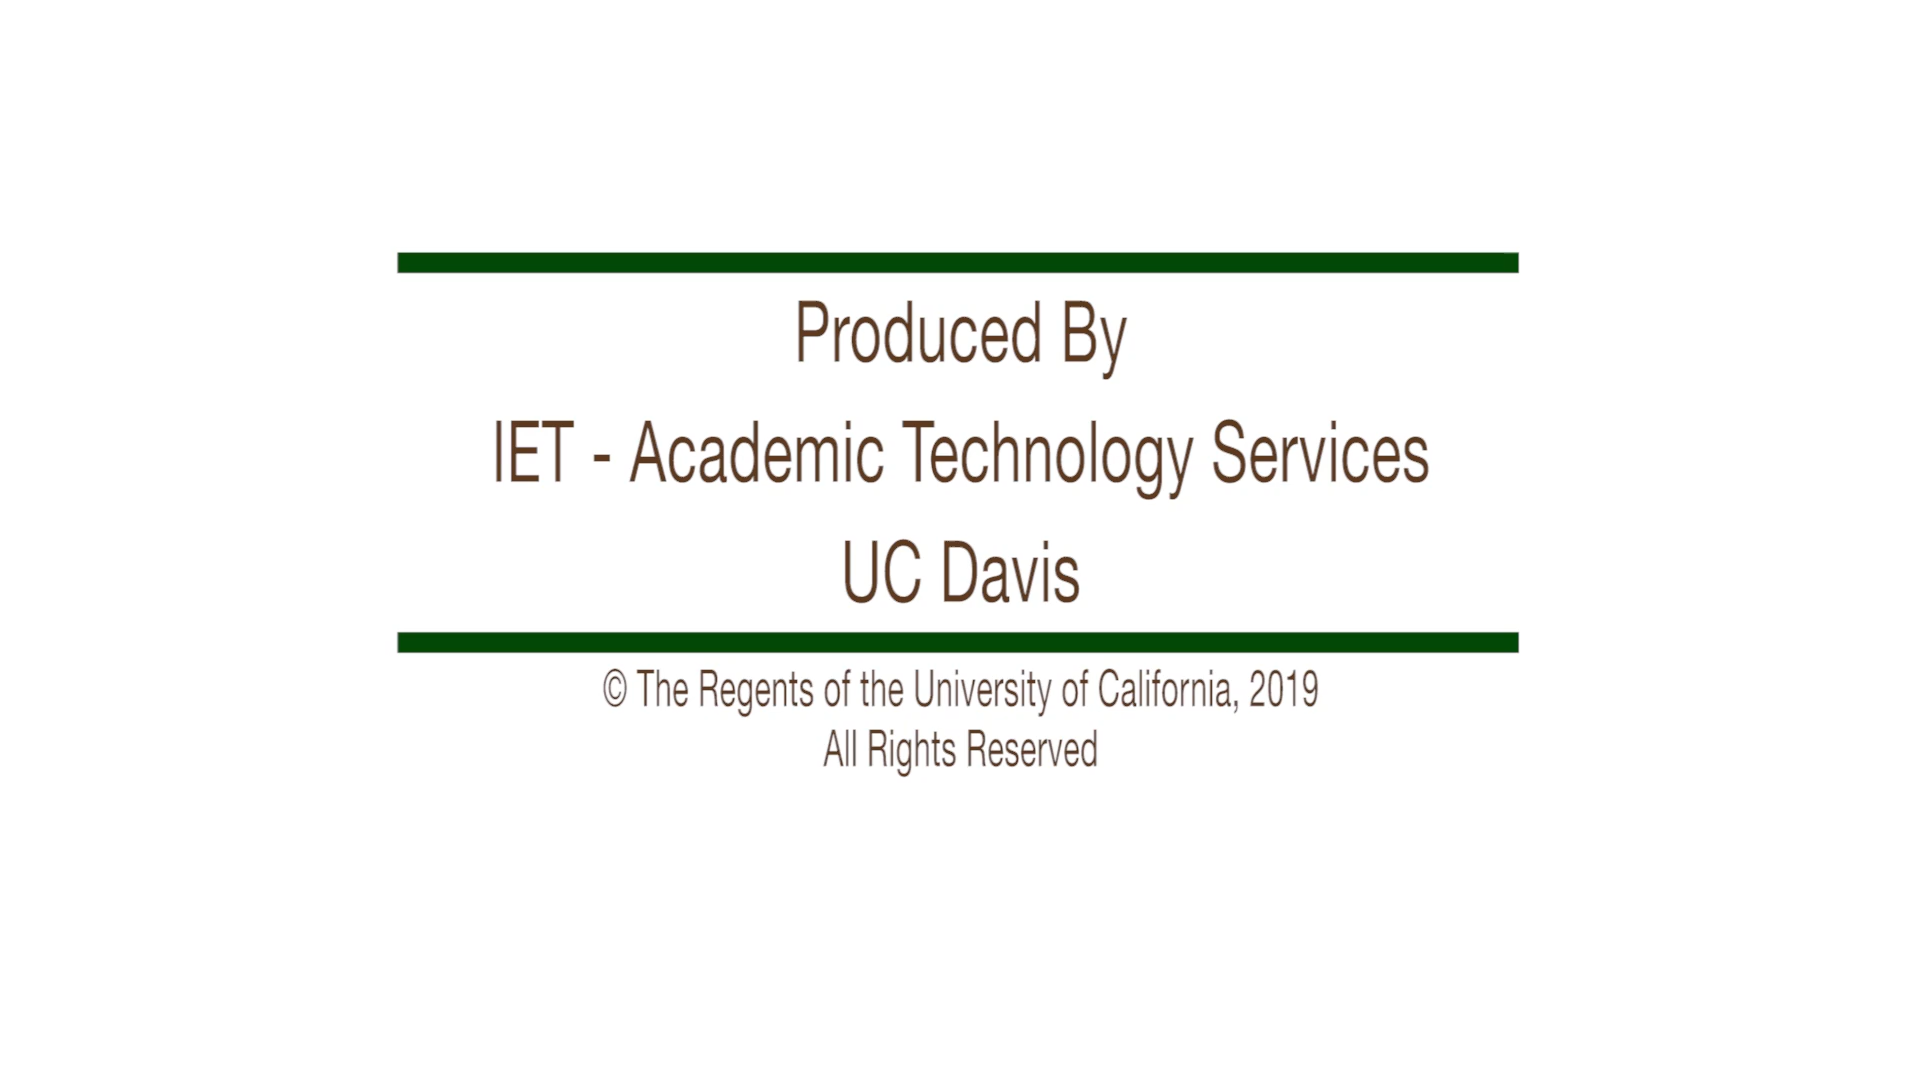 Produced By
IET - Academic Technology Services
UC Davis
© The Regents of the University of California, 2019
All Rights Reserved